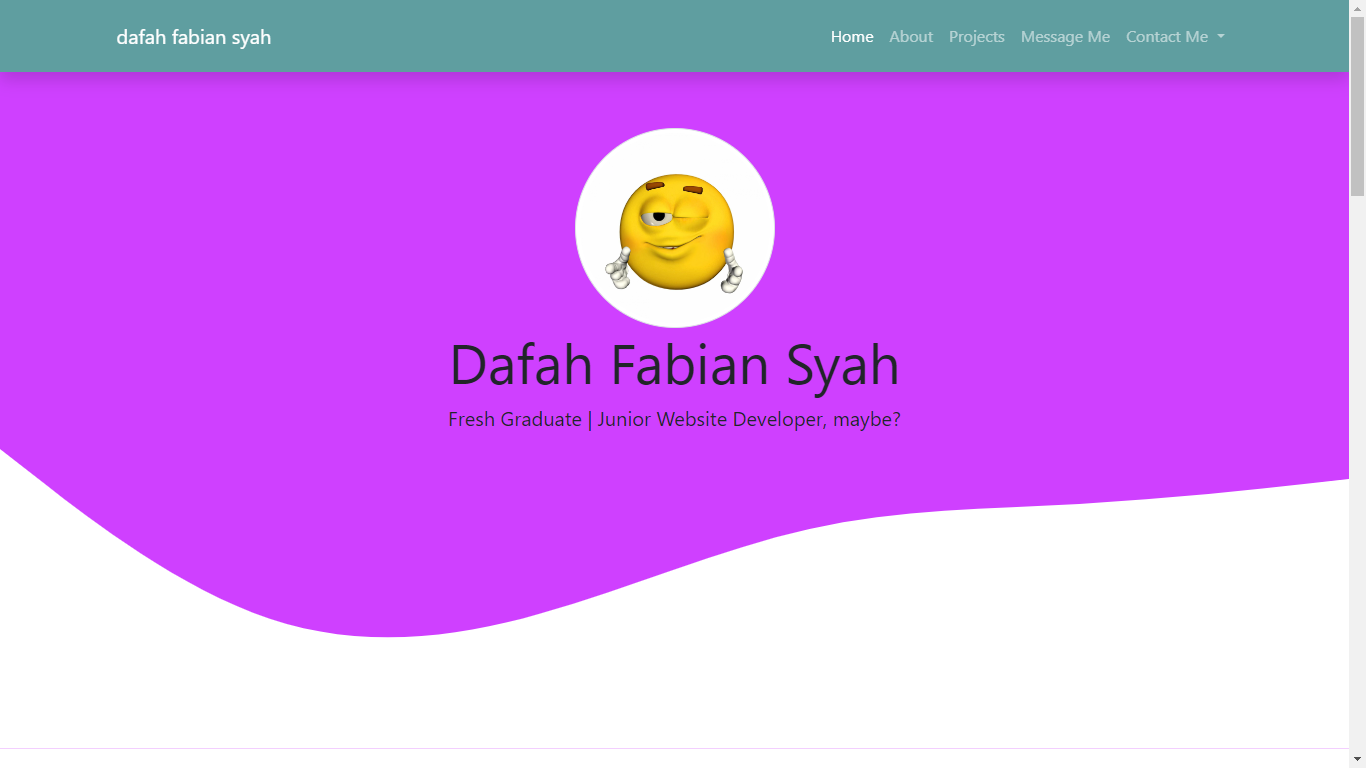 dafah fabian syah
Home About Projects Message Me Contact Me
Dafah Fabian Syah
Fresh Graduate | Junior Website Developer, maybe?